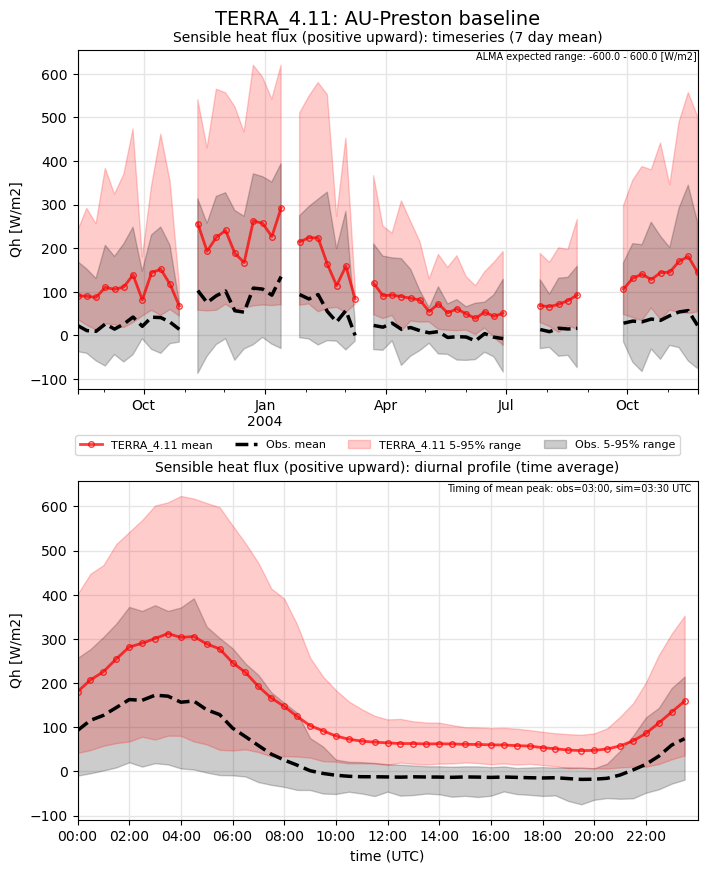 TERRA_4.11: AU-Preston baseline
Sensible heat flux (positive upward): timeseries (7 day mean)
ALMA expected range: -600.0 - 600.0 [W/m2]
Qh [W/m2]
600
500
400
300
200
100
0
−100
Oct Jan Apr Jul Oct
2004
TERRA_4.11 mean Obs. mean TERRA_4.11 5-95% range Obs. 5-95% range
Sensible heat flux (positive upward): diurnal profile (time average)
Timing of mean peak: obs=03:00, sim=03:30 UTC
Qh [W/m2]
600
500
400
300
200
100
0
−100
00:00 02:00 04:00 06:00 08:00 10:00 12:00 14:00 16:00 18:00 20:00 22:00
time (UTC)